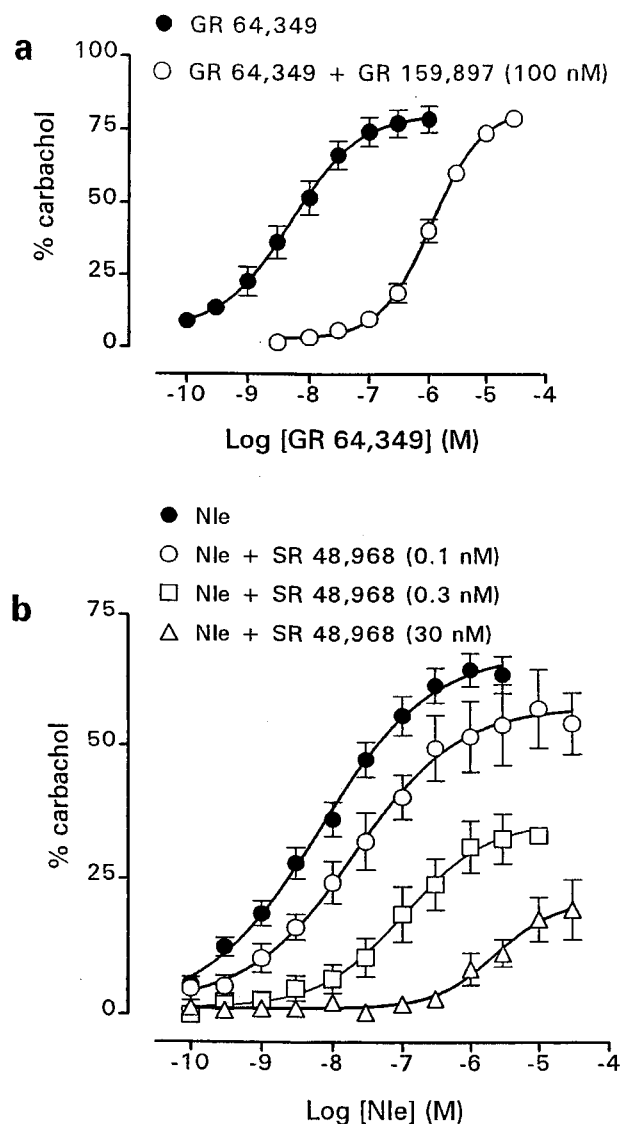 a
GR 64,349
GR 64,349 + GR 159,897 (100 nM)
100
75
50
25
0
% carbachol
-10 -9 -8 -7 -6 -5 -4
Log [GR 64,349] (M)
b
Nle
Nle + SR 48,968 (0.1 nM)
Nle + SR 48,968 (0.3 nM)
Nle + SR 48,968 (30 nM)
75
50
25
0
% carbachol
-10 -9 -8 -7 -6 -5 -4
Log [Nle] (M)